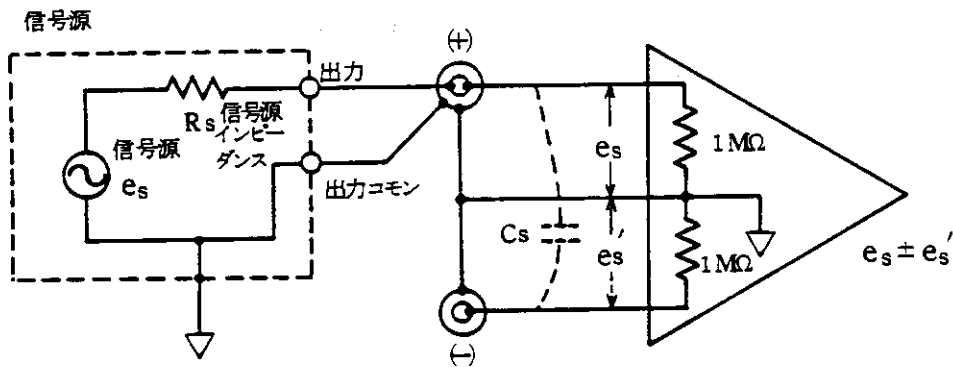 信号源
出力
Rs 信号源
インピー
ダンス
信号源
es
出力コモン
(+)
(-)
es
Cs
es'
1MΩ
1MΩ
es ± es'